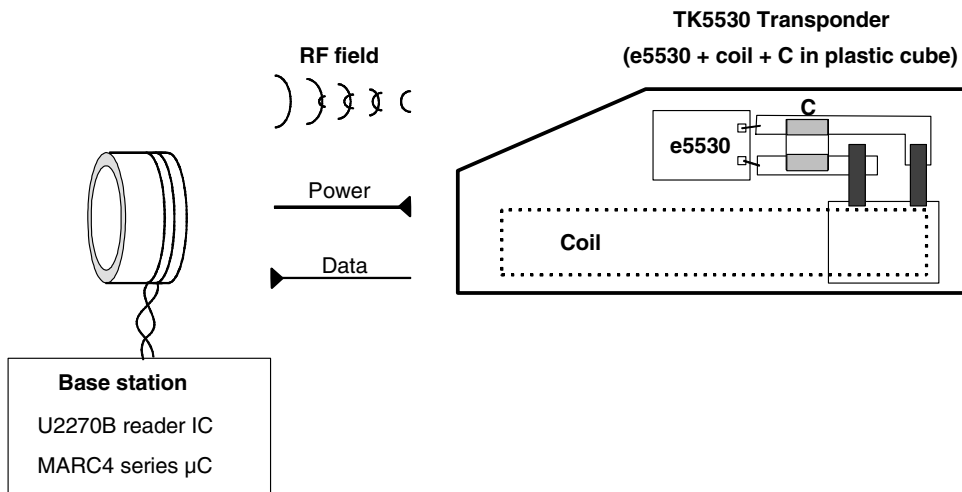 TK5530 Transponder
(e5530 + coil + C in plastic cube)
RF field
C
e5530
Power
Coil
Data
Base station
U2270B reader IC
MARC4 series µC